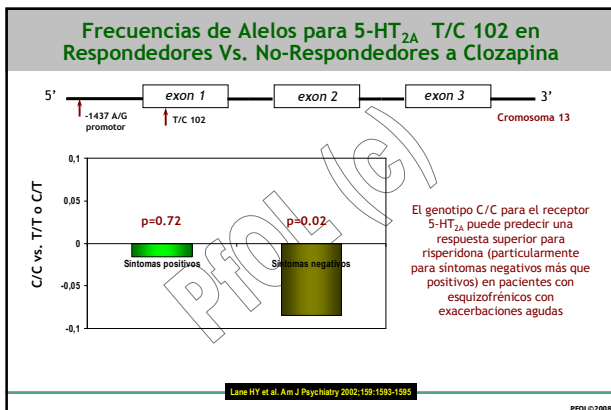 Frecuencias de Alelos para 5-HT2A T/C 102 en
Respondedores Vs. No-Respondedores a Clozapina
5’ exon 1 exon 2 exon 3 3’
-1437 A/G
promotor
T/C 102
Cromosoma 13
C/C vs. T/T o C/T
0,1
0,05
0
-0,05
-0,1
p=0.72
p=0.02
Síntomas positivos
Síntomas negativos
El genotipo C/C para el receptor
5-HT2A puede predecir una
respuesta superior para
risperidona (particularmente
para síntomas negativos más que
positivos) en pacientes con
esquizofrénicos con
exacerbaciones agudas
Pfol (c)
Lane HY et al. Am J Psychiatry 2002;159:1593-1595
PFOL©2008